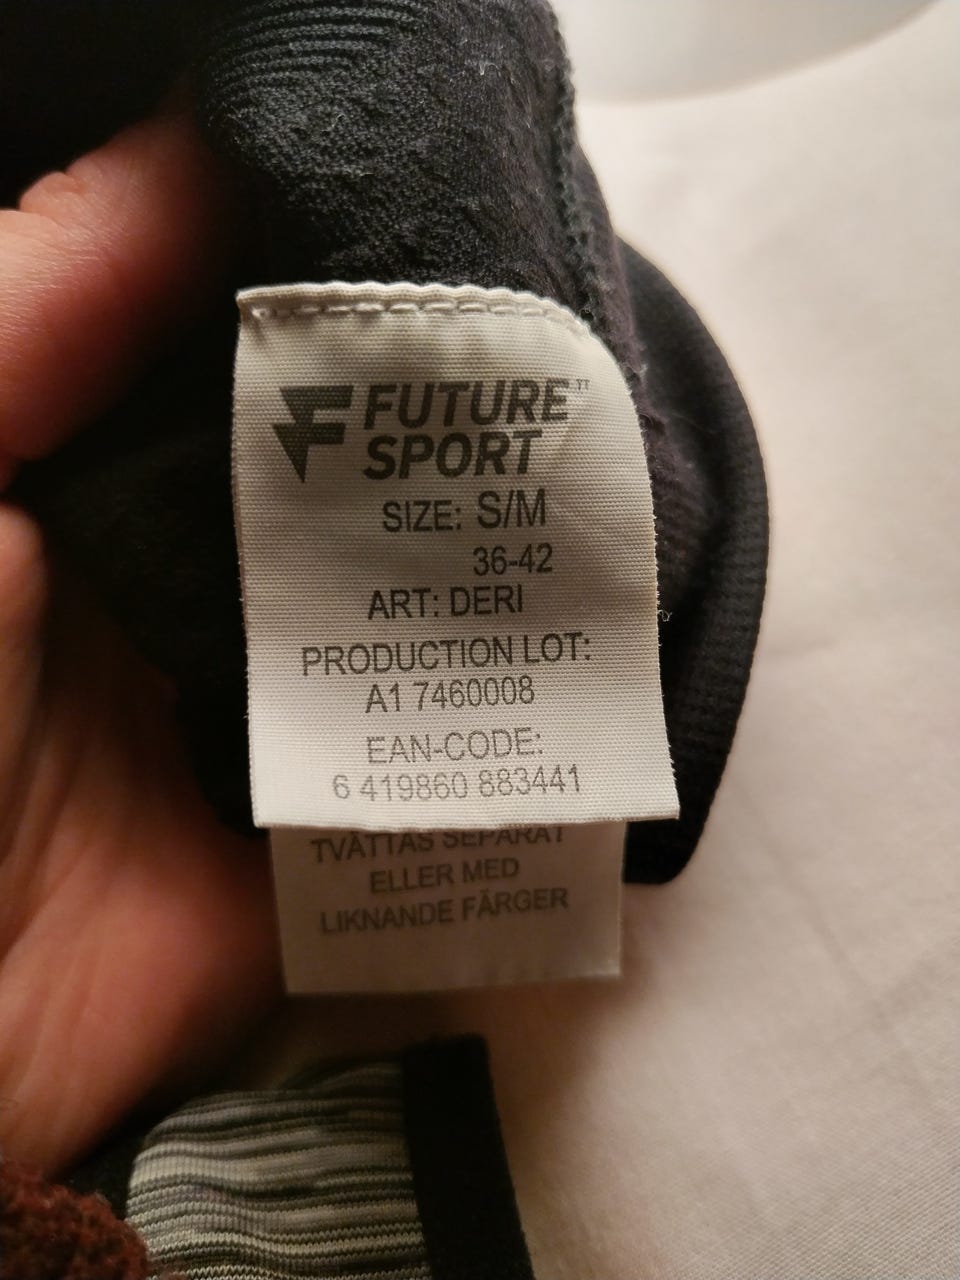 FUTURE™
SPORT
SIZE: S/M
36-42
ART: DERI
PRODUCTION LOT:
A1 7460008
EAN-CODE:
6 419860 883441
TVÄTTAS SEPARAT
ELLER MED
LIKNANDE FÄRGER